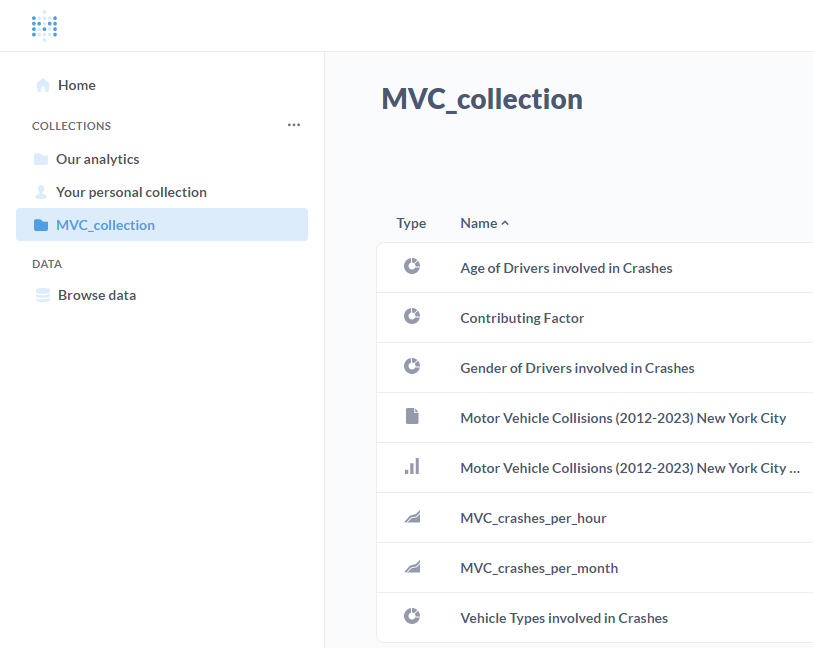 Home
COLLECTIONS
Our analytics
Your personal collection
MVC_collection
DATA
Browse data
MVC_collection
Type Name
Age of Drivers involved in Crashes
Contributing Factor
Gender of Drivers involved in Crashes
Motor Vehicle Collisions (2012-2023) New York City
Motor Vehicle Collisions (2012-2023) New York City ...
MVC_crashes_per_hour
MVC_crashes_per_month
Vehicle Types involved in Crashes